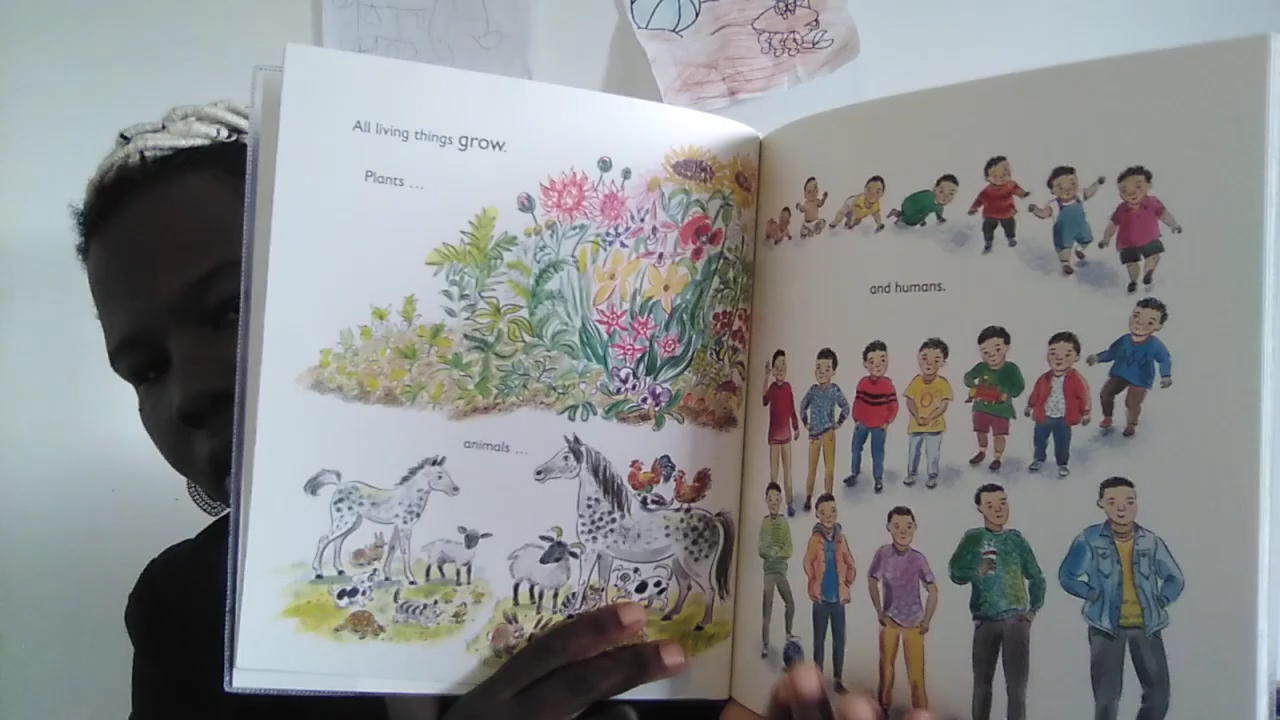 All living things grow.
Plants ...
animals ...
and humans.